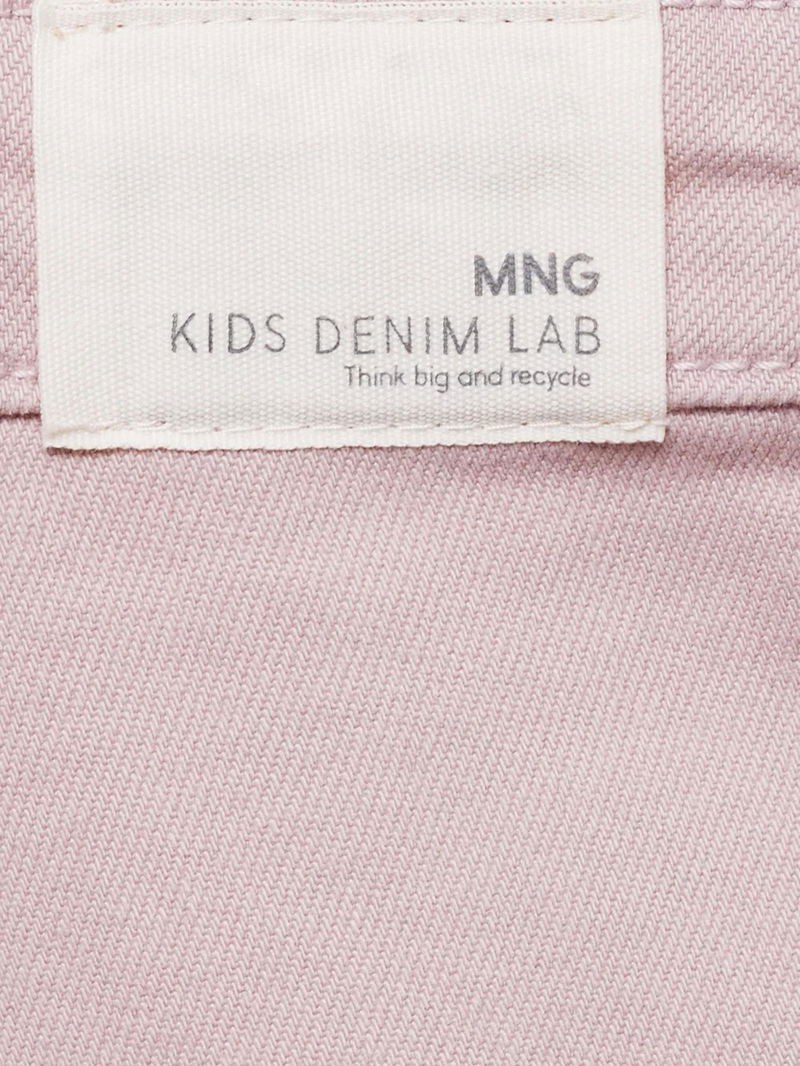 MNG
KIDS DENIM LAB
Think big and recycle